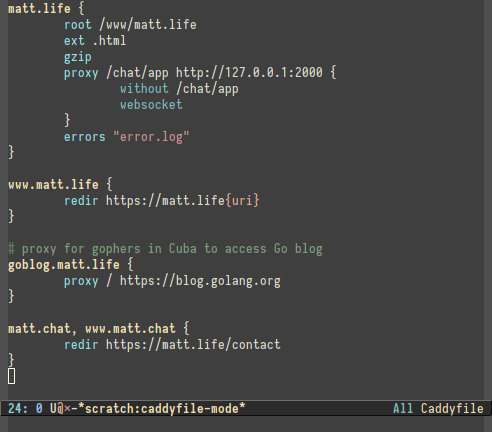 matt.life {
        root /www/matt.life
        ext .html
        gzip
        proxy /chat/app http://127.0.0.1:2000 {
                without /chat/app
                websocket
        }
        errors "error.log"
}

www.matt.life {
        redir https://matt.life{uri}
}

# proxy for gophers in Cuba to access Go blog
goblog.matt.life {
        proxy / https://blog.golang.org
}

matt.chat, www.matt.chat {
        redir https://matt.life/contact
}
24: 0 U@×-*scratch:caddyfile-mode* All Caddyfile